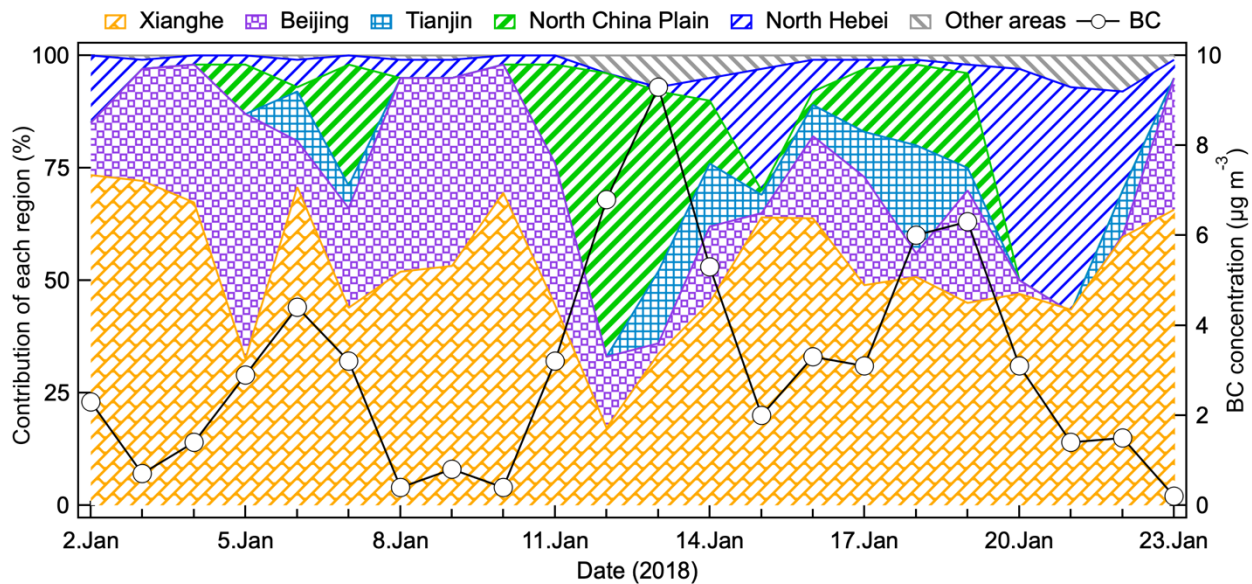 Xianghe Beijing Tianjin North China Plain North Hebei Other areas BC
Contribution of each region (%)
100
75
50
25
0
10
8
6
4
2
0
BC concentration (µg m⁻³)
2.Jan 5.Jan 8.Jan 11.Jan 14.Jan 17.Jan 20.Jan 23.Jan
Date (2018)